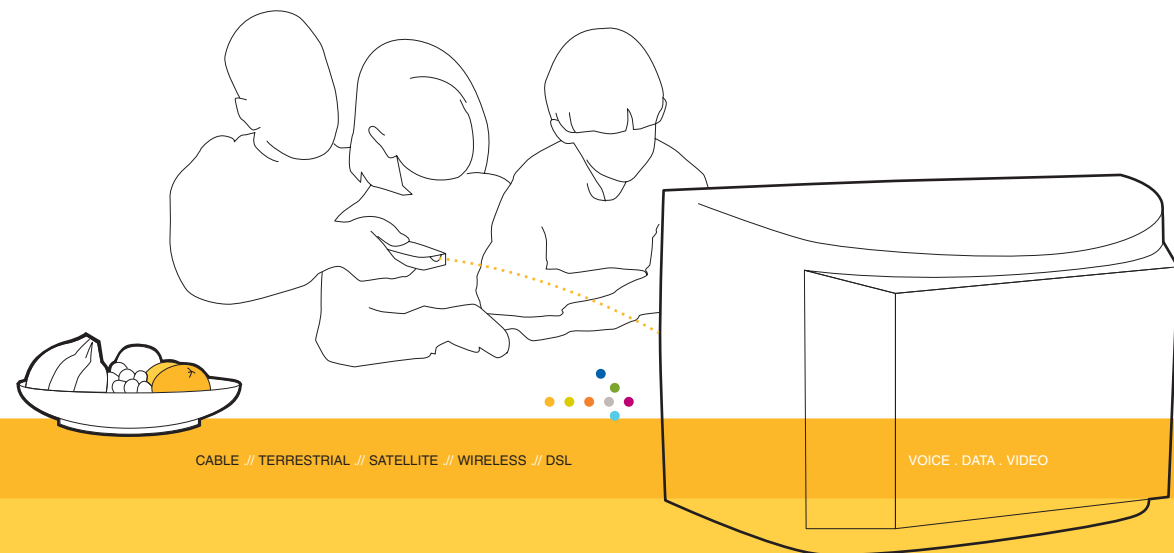 CABLE .// TERRESTRIAL .// SATELLITE .// WIRELESS .// DSL
VOICE . DATA . VIDEO